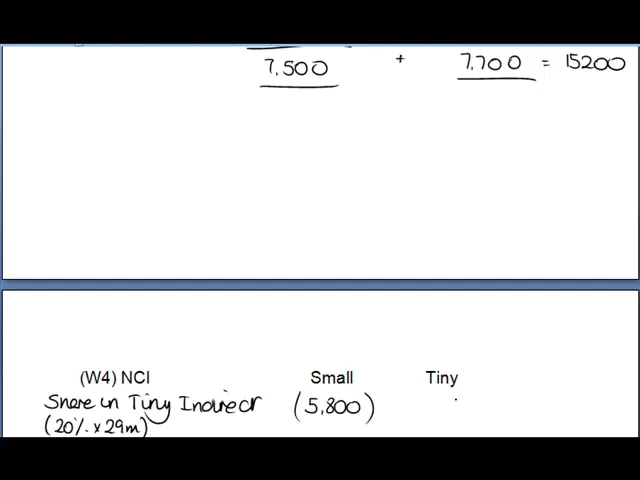 7,500 + 7,700 = 15200
(W4) NCI Small Tiny
Share in Tiny Indirect (5,800)
(20% x 29m)